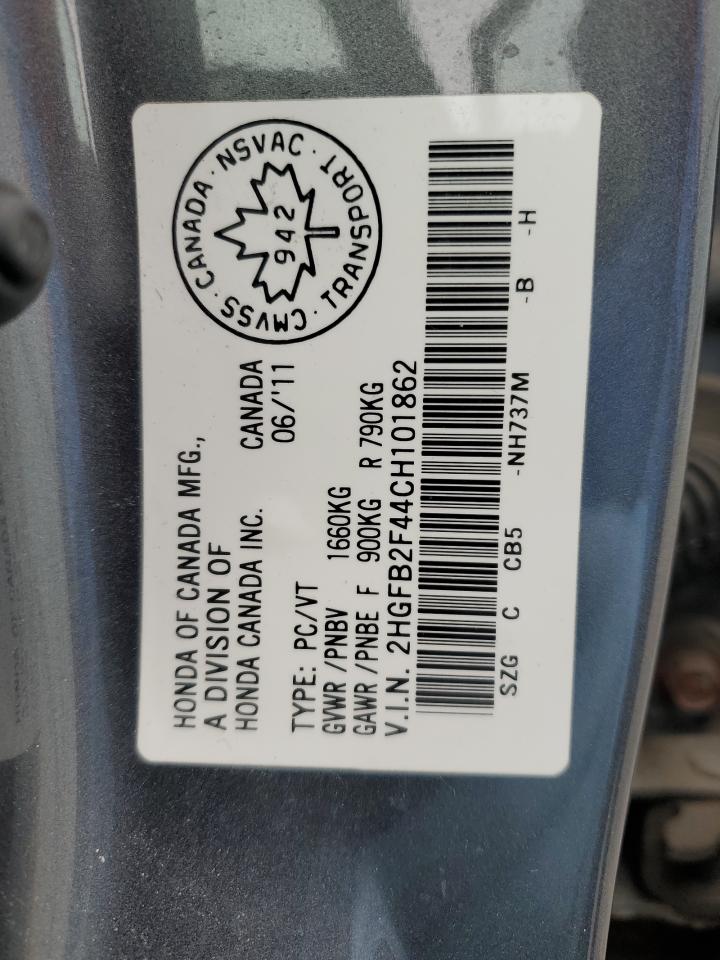 HONDA OF CANADA MFG.,
A DIVISION OF
HONDA CANADA INC. CANADA
06/'11
CMVSS · CANADA · NSVAC · TRANSPORT ·
942
TYPE: PC/VT
GVWR /PNBV 1660KG
GAWR /PNBE F 900KG R 790KG
V.I.N. 2HGFB2F44CH101862
SZG C CB5 -NH737M -B -H